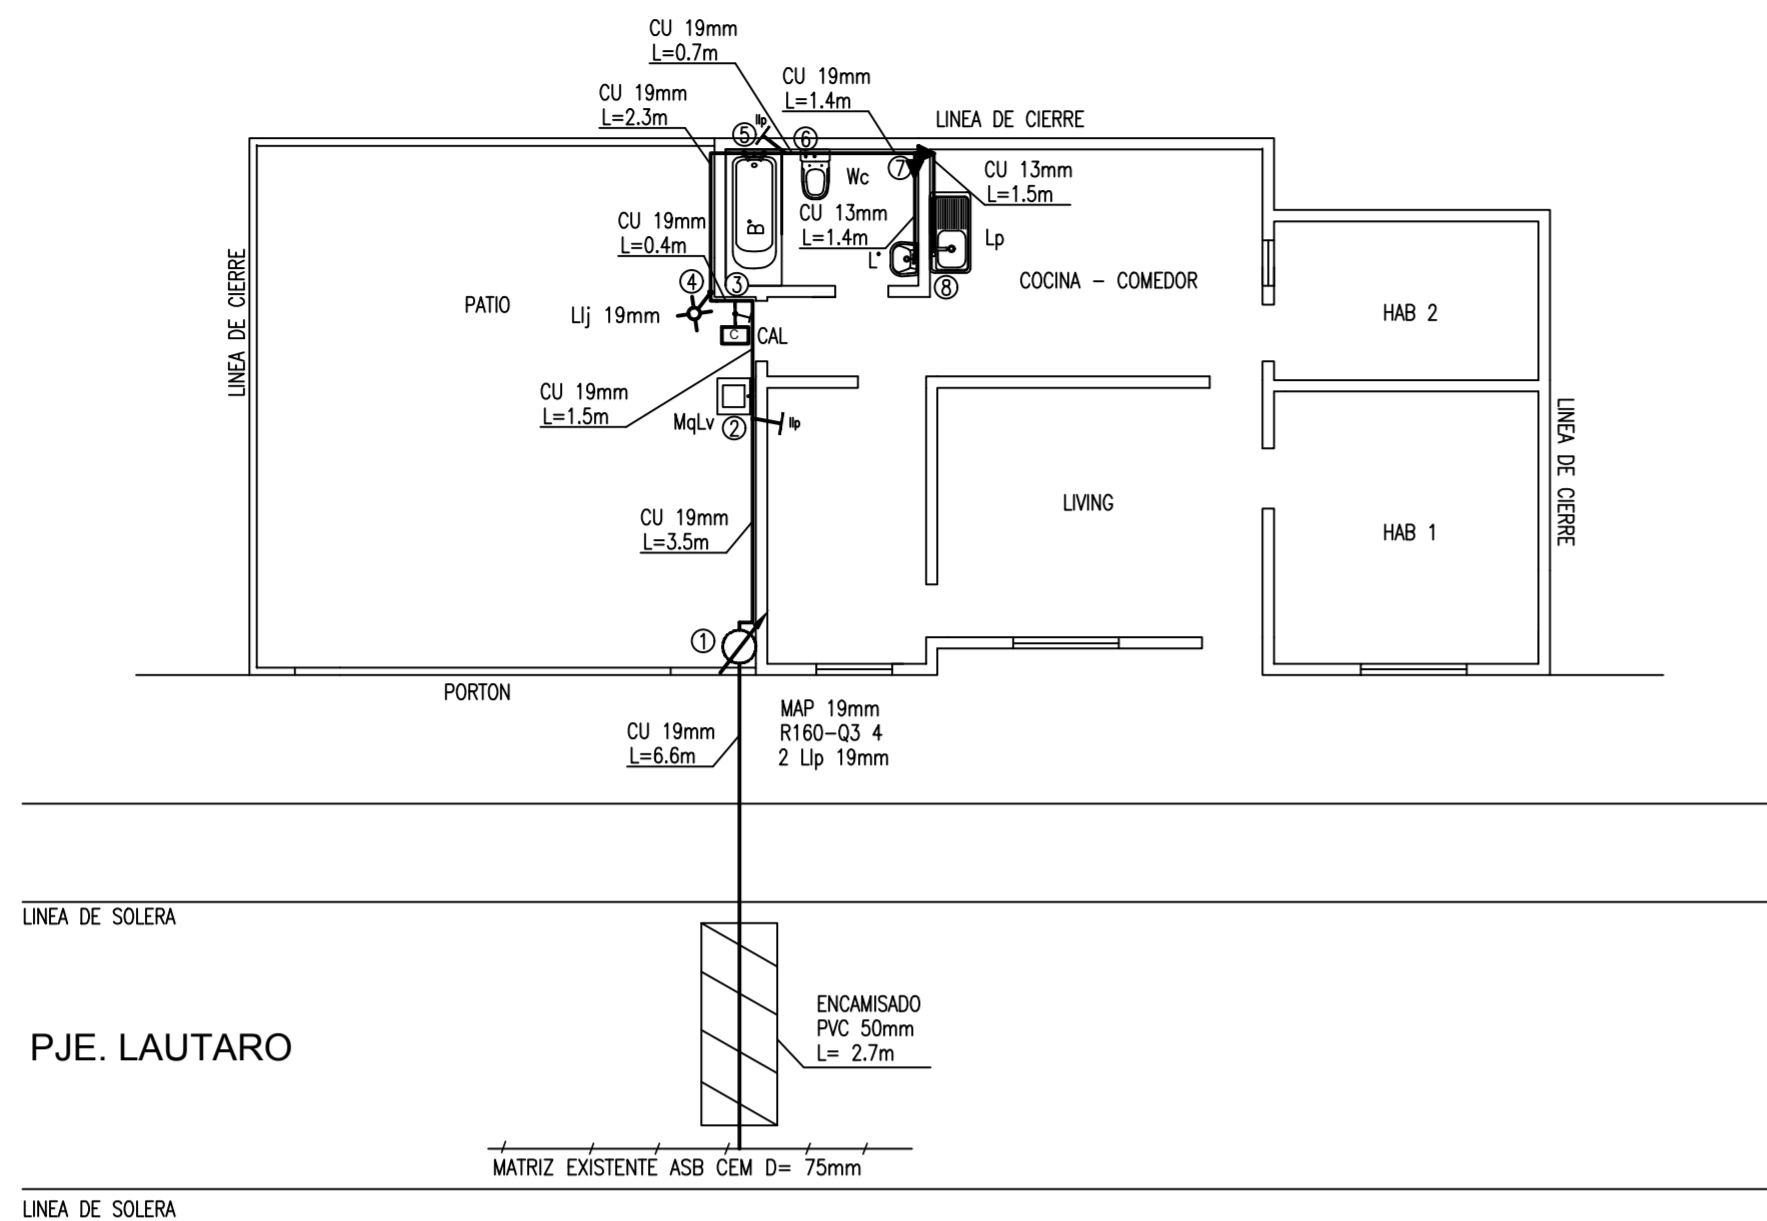 CU 19mm
L=0.7m
CU 19mm
L=1.4m
CU 19mm
L=2.3m
LINEA DE CIERRE
5
llp
6
7
Wc
CU 13mm
L=1.5m
CU 13mm
L=1.4m
CU 19mm
L=0.4m
B°
L°
Lp
8
LINEA DE CIERRE
PATIO
4
3
Llj 19mm
C
CAL
COCINA – COMEDOR
HAB 2
CU 19mm
L=1.5m
MqLv
2
llp
LINEA DE CIERRE
CU 19mm
L=3.5m
LIVING
HAB 1
1
PORTON
CU 19mm
L=6.6m
MAP 19mm
R160–Q3 4
2 Llp 19mm
LINEA DE SOLERA
PJE. LAUTARO
ENCAMISADO
PVC 50mm
L= 2.7m
MATRIZ EXISTENTE ASB CEM D= 75mm
LINEA DE SOLERA